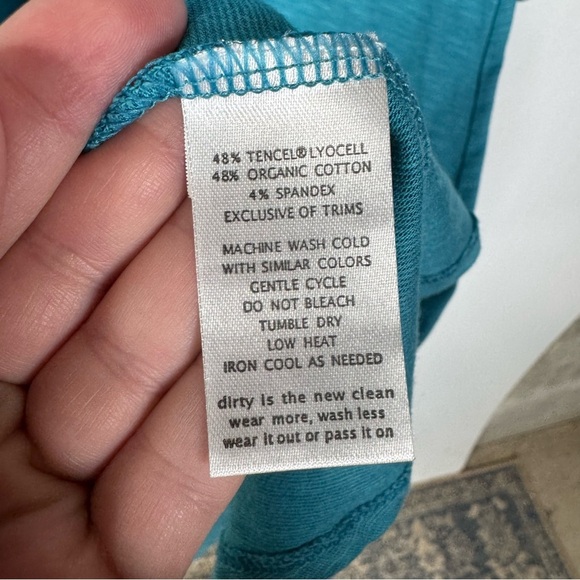 48% TENCEL® LYOCELL
48% ORGANIC COTTON
4% SPANDEX
EXCLUSIVE OF TRIMS
MACHINE WASH COLD
WITH SIMILAR COLORS
GENTLE CYCLE
DO NOT BLEACH
TUMBLE DRY
LOW HEAT
IRON COOL AS NEEDED
dirty is the new clean
wear more, wash less
wear it out or pass it on